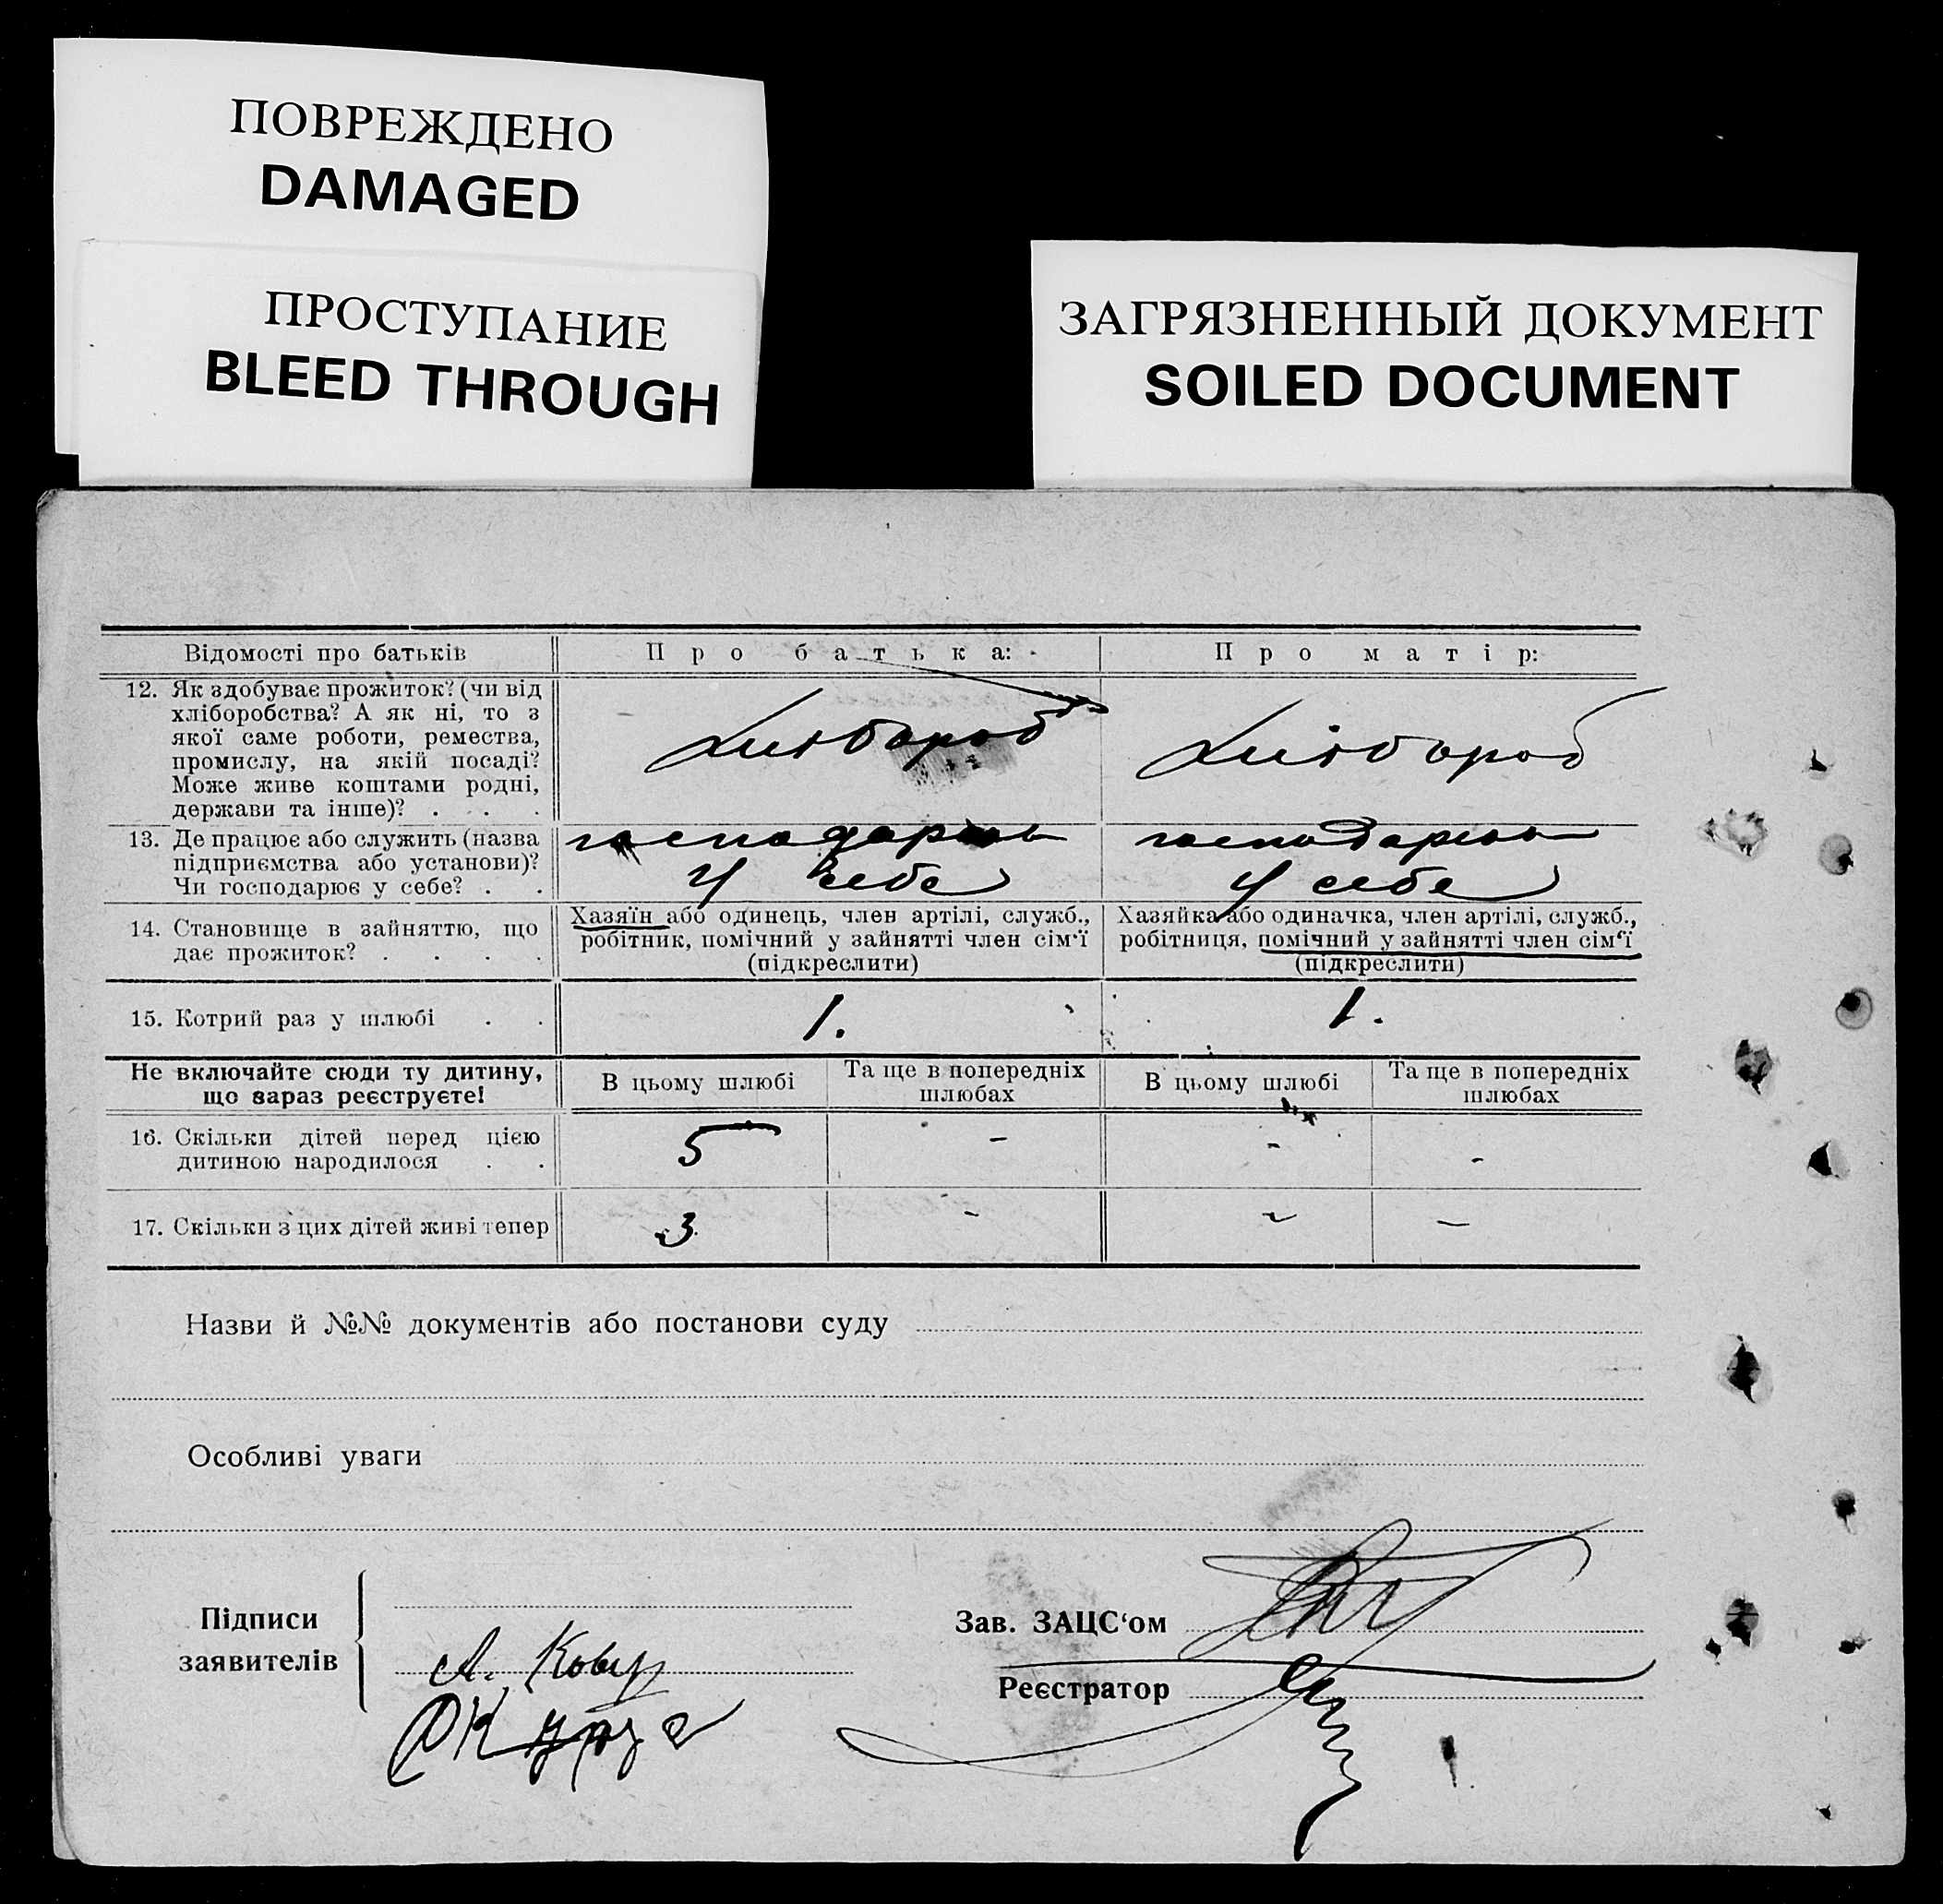 ПОВРЕЖДЕНО
DAMAGED
ПРОСТУПАНИЕ
BLEED THROUGH
ЗАГРЯЗНЕННЫЙ ДОКУМЕНТ
SOILED DOCUMENT
Відомості про батьків Про батька: Про матір:
12. Як здобуває прожиток? (чи від
хліборобства? А як ні, то з
якої саме роботи, ремества,
промислу, на якій посаді?
Може живе коштами родні,
держави та інше)? . . .
Хлібороб Хлібороб
13. Де працює або служить (назва
підприємства або установи)?
Чи господарює у себе? . .
господарює господарює
у себе у себе
14. Становище в зайняттю, що
дає прожиток? . . . .
Хазяїн або одинець, член артілі, служб.,
робітник, помічний у зайнятті член сім'ї
(підкреслити)
Хазяйка або одиначка, член артілі, служб.,
робітниця, помічний у зайнятті член сім'ї
(підкреслити)
15. Котрий раз у шлюбі . . 1. 1.
Не включайте сюди ту дитину,
що зараз реєструєте!
В цьому шлюбі Та ще в попередніх
шлюбах
В цьому шлюбі Та ще в попередніх
шлюбах
16. Скільки дітей перед цією
дитиною народилося . .
5 - - -
17. Скільки з цих дітей живі тепер 3 - - -
Назви й №№ документів або постанови суду
Особливі уваги
Підписи
заявителів
А.
Зав. ЗАЦС'ом
Реєстратор